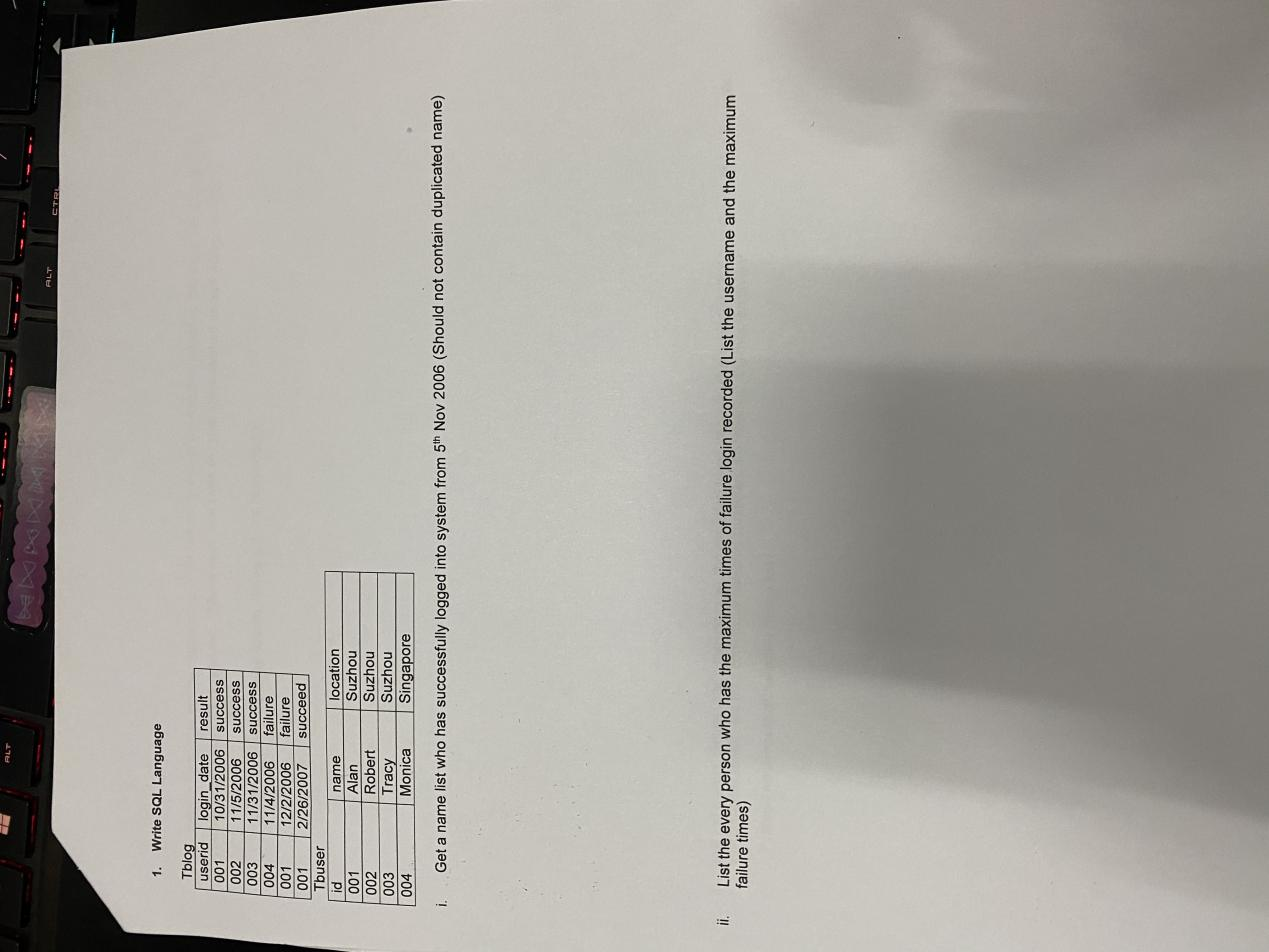 1. Write SQL Language
Tblog
userid login_date result
001 10/31/2006 success
002 11/5/2006 success
003 11/31/2006 success
004 11/4/2006 failure
001 12/2/2006 failure
001 2/26/2007 succeed
Tbuser
id name location
001 Alan Suzhou
002 Robert Suzhou
003 Tracy Suzhou
004 Monica Singapore
i. Get a name list who has successfully logged into system from 5th Nov 2006 (Should not contain duplicated name)
ii. List the every person who has the maximum times of failure login recorded (List the username and the maximum
failure times)
ALT
ALT
CTRL